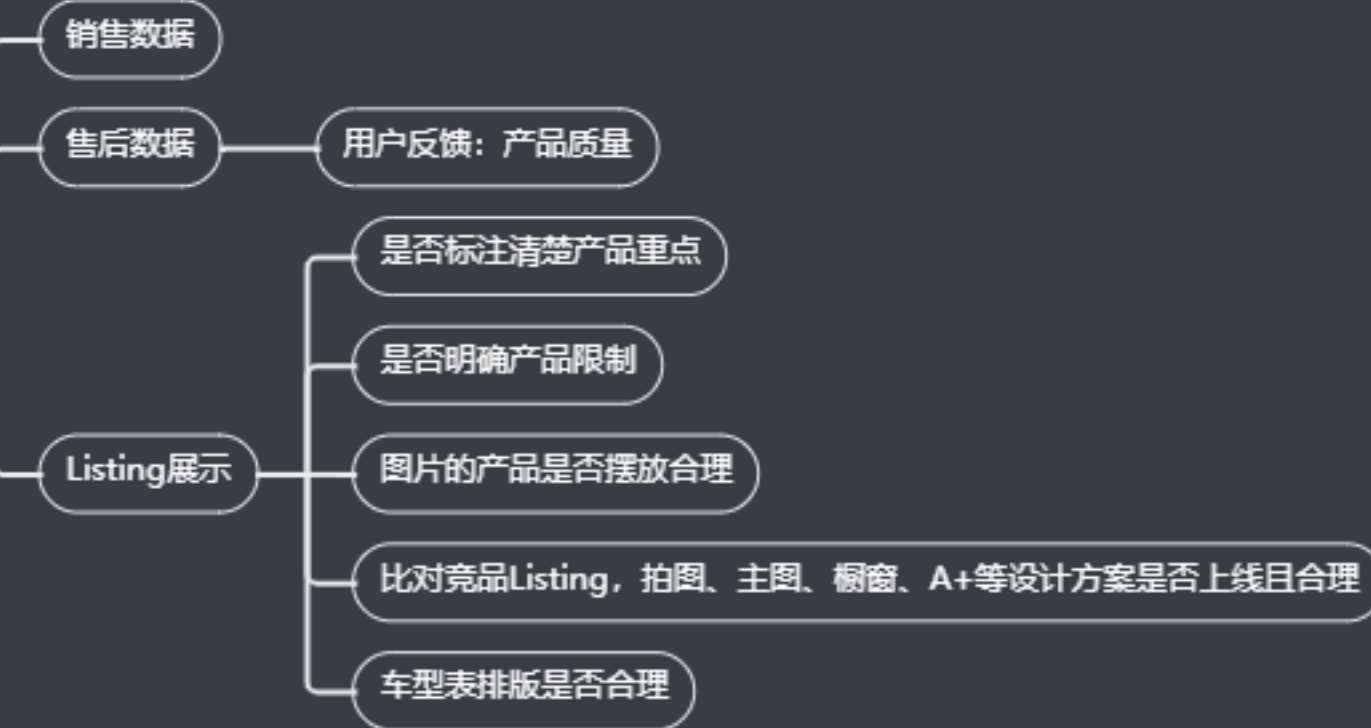 销售数据
售后数据
用户反馈：产品质量
是否标注清楚产品重点
是否明确产品限制
Listing展示
图片的产品是否摆放合理
比对竞品Listing，拍图、主图、橱窗、A+等设计方案是否上线且合理
车型表排版是否合理